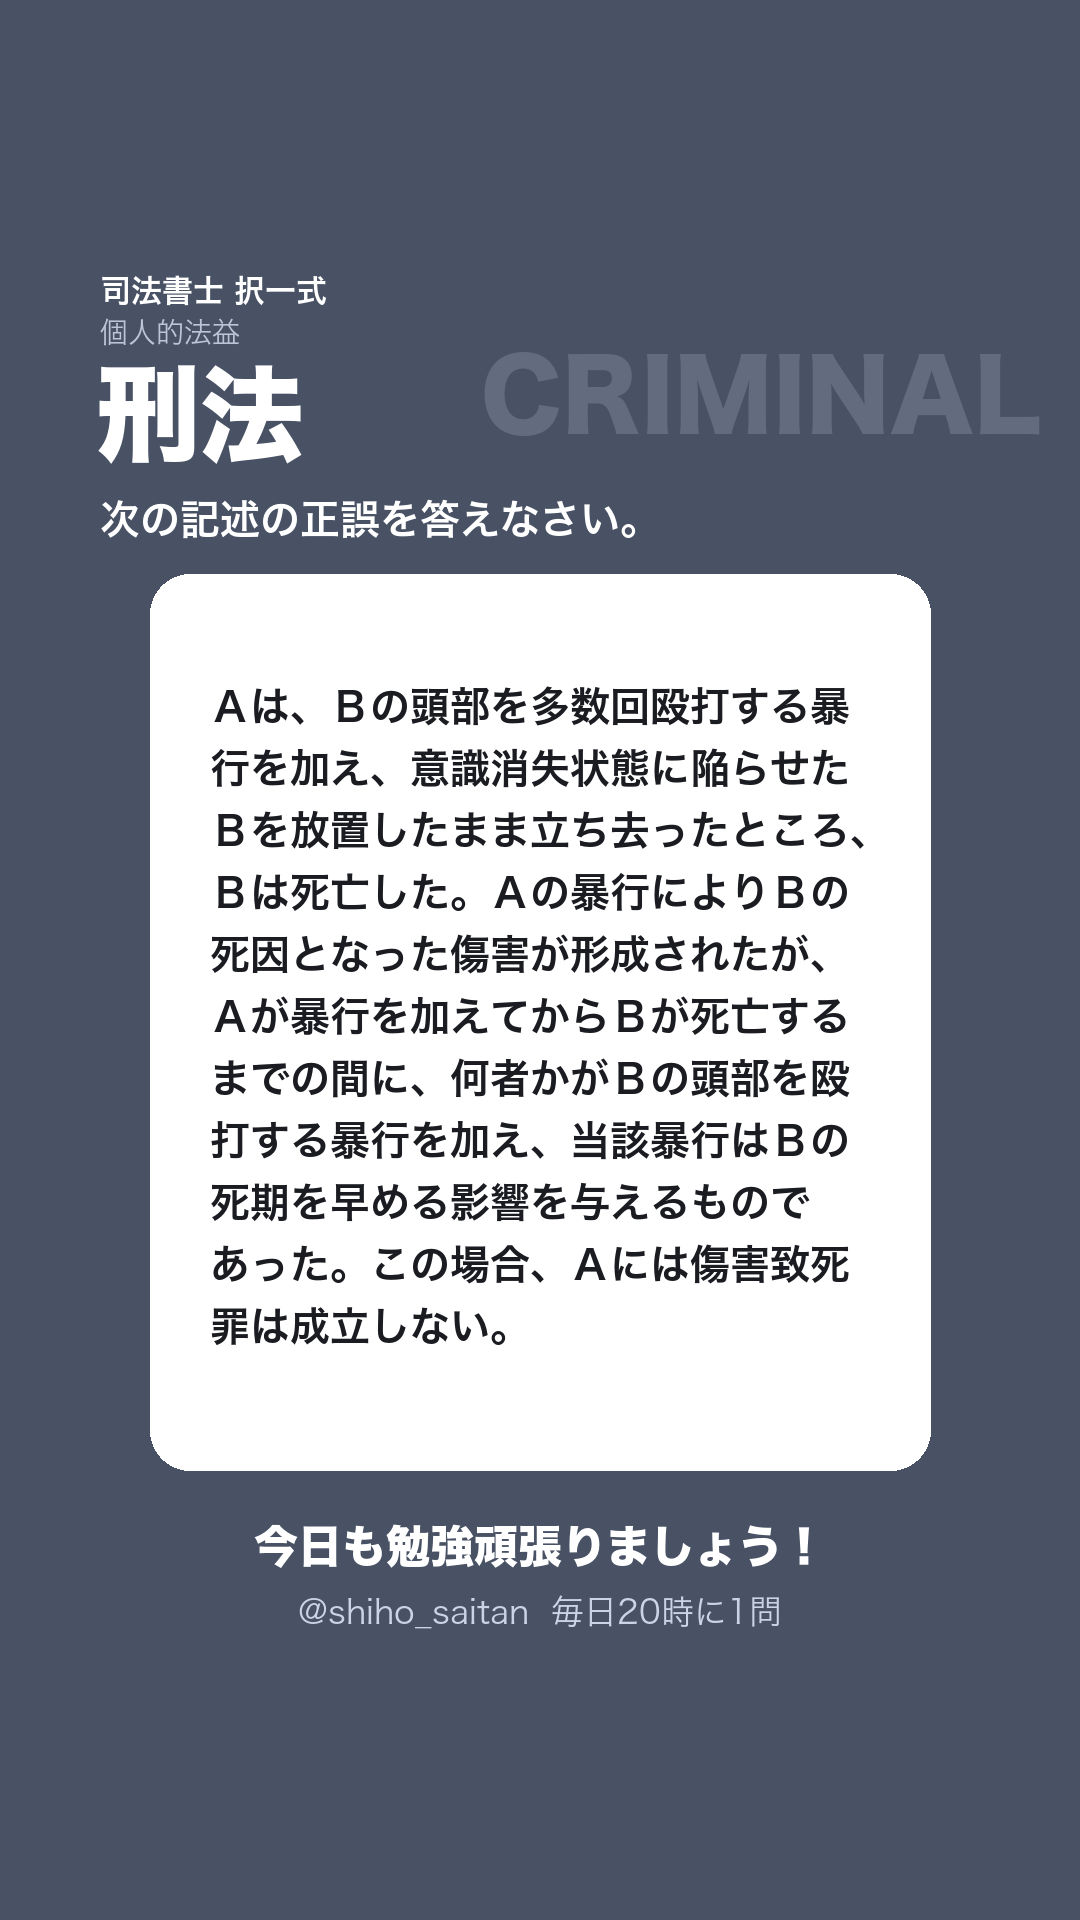 司法書士 択一式
個人的法益
刑法
CRIMINAL
次の記述の正誤を答えなさい。
Ａは、Ｂの頭部を多数回殴打する暴
行を加え、意識消失状態に陥らせた
Ｂを放置したまま立ち去ったところ、
Ｂは死亡した。Ａの暴行によりＢの
死因となった傷害が形成されたが、
Ａが暴行を加えてからＢが死亡する
までの間に、何者かがＢの頭部を殴
打する暴行を加え、当該暴行はＢの
死期を早める影響を与えるもので
あった。この場合、Ａには傷害致死
罪は成立しない。
今日も勉強頑張りましょう！
@shiho_saitan 毎日20時に1問